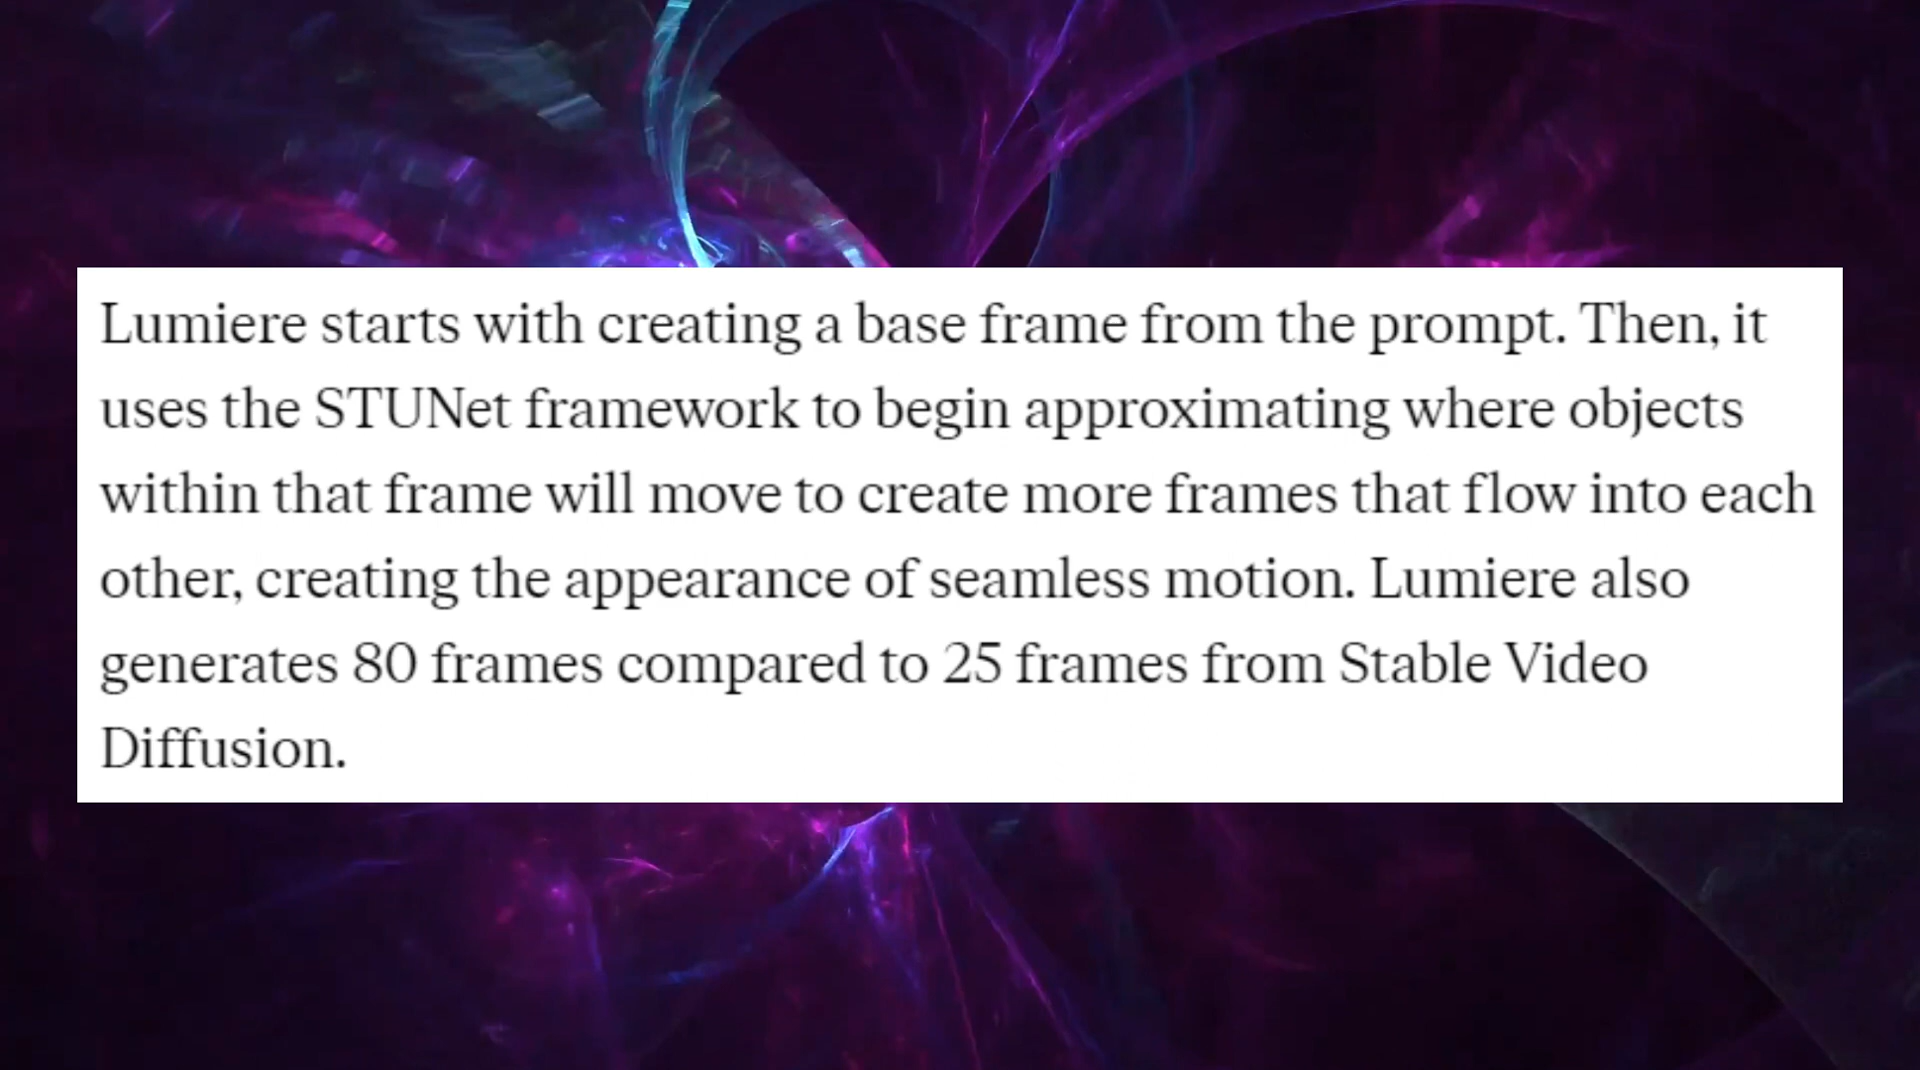 Lumiere starts with creating a base frame from the prompt. Then, it
uses the STUNet framework to begin approximating where objects
within that frame will move to create more frames that flow into each
other, creating the appearance of seamless motion. Lumiere also
generates 80 frames compared to 25 frames from Stable Video
Diffusion.